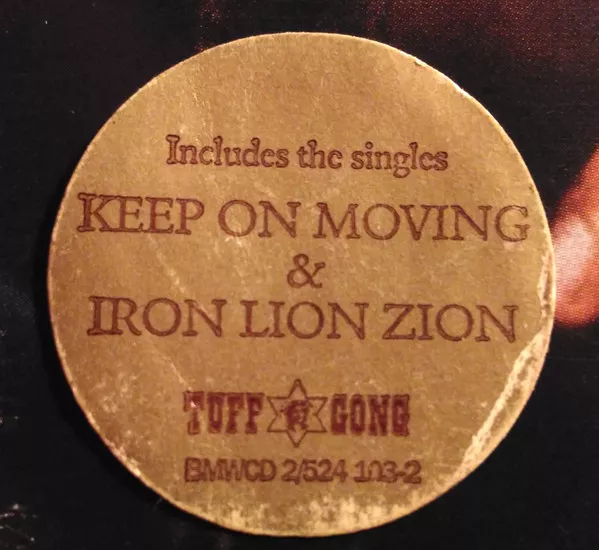 Includes the singles
KEEP ON MOVING
&
IRON LION ZION
TUFF GONG
BMWCD 2/524 103-2